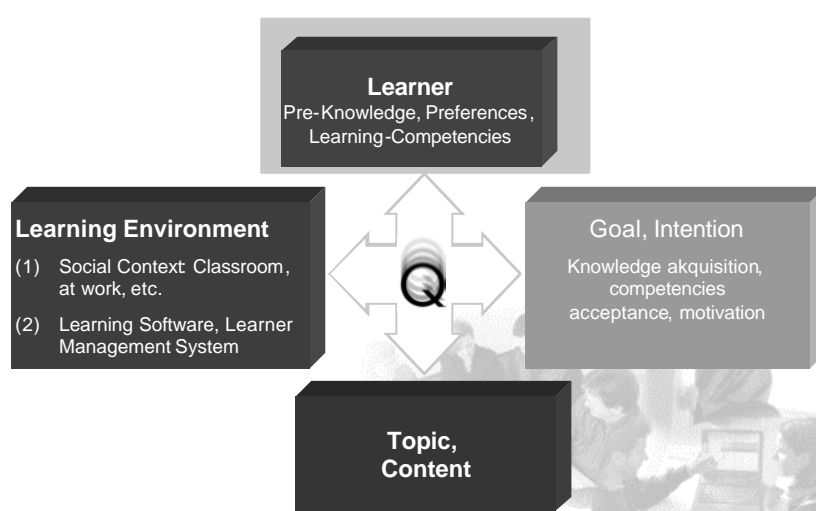 Learner
Pre-Knowledge, Preferences,
Learning-Competencies
Learning Environment
(1) Social Context: Classroom,
at work, etc.
(2) Learning Software, Learner
Management System
Q
Goal, Intention
Knowledge akquisition,
competencies
acceptance, motivation
Topic,
Content